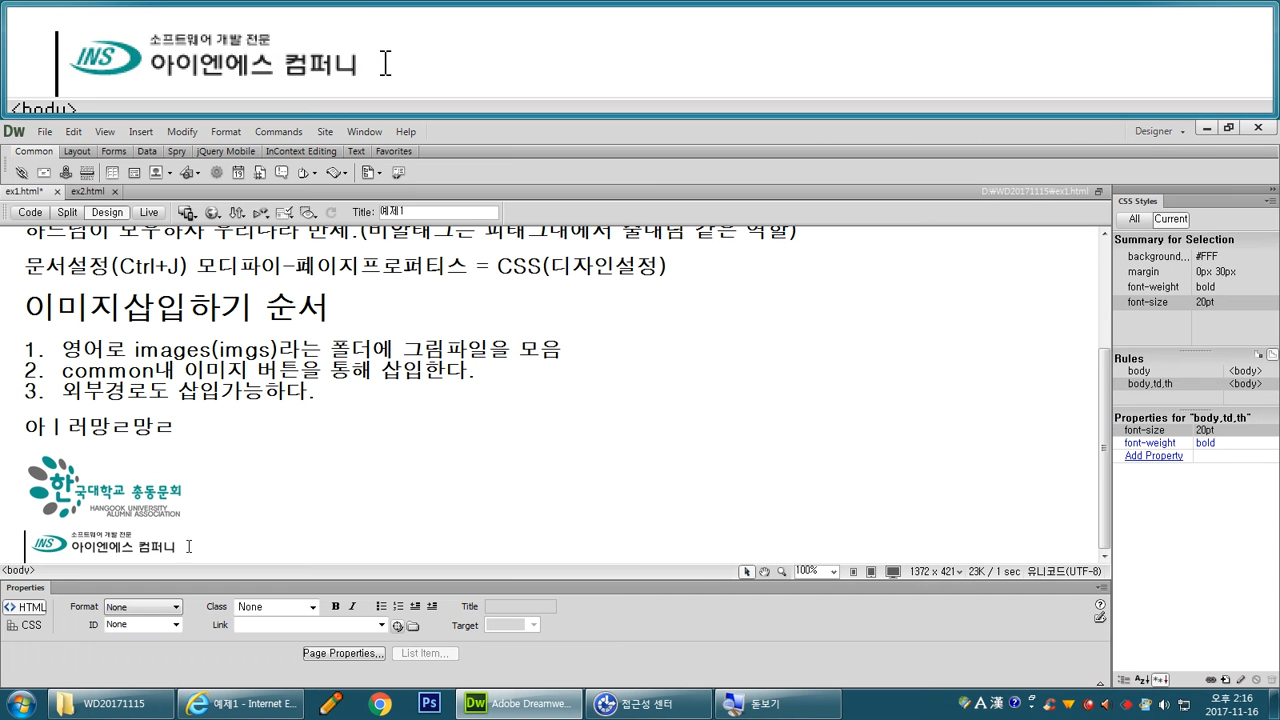 INS 소프트웨어 개발 전문
아이엔에스 컴퍼니
<body>
Dw File Edit View Insert Modify Format Commands Site Window Help Designer
Common Layout Forms Data Spry jQuery Mobile InContext Editing Text Favorites
ex1.html* ex2.html D:\WD20171115\ex1.html
Code Split Design Live Title: 예제1
문서설정(Ctrl+J) 모디파이-페이지프로퍼티스 = CSS(디자인설정)
이미지삽입하기 순서
1. 영어로 images(imgs)라는 폴더에 그림파일을 모음
2. common내 이미지 버튼을 통해 삽입한다.
3. 외부경로도 삽입가능하다.
아ㅣ러망ㄹ망ㄹ
한국대학교 총동문회
HANGOOK UNIVERSITY
ALUMNI ASSOCIATION
INS 소프트웨어 개발 전문
아이엔에스 컴퍼니
<body> 100% 1372 x 421 23K / 1 sec 유니코드(UTF-8)
CSS Styles
All Current
Summary for Selection
background... #FFF
margin 0px 30px
font-weight bold
font-size 20pt
Rules
body <body>
body,td,th <body>
Properties for "body,td,th"
font-size 20pt
font-weight bold
Add Property
Properties
<> HTML Format None Class None B I Title
CSS ID None Link Target
Page Properties... List Item...
WD20171115 예제1 - Internet E... Ps Dw Adobe Dreamwe... 접근성 센터 돋보기 A 漢 오후 2:16
2017-11-16